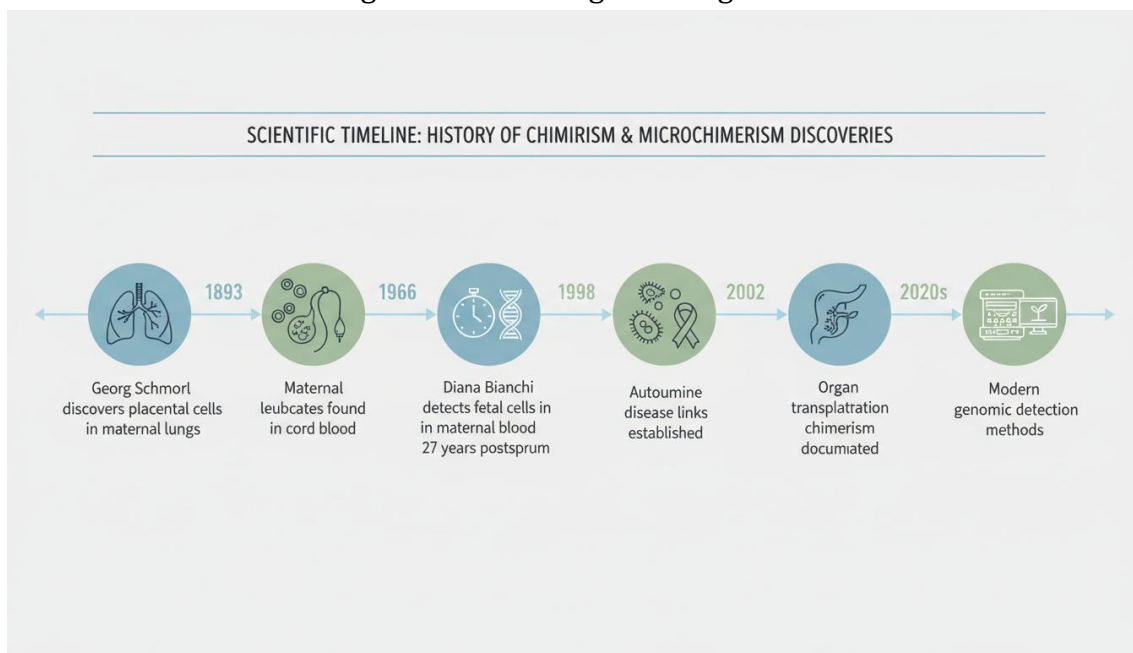 SCIENTIFIC TIMELINE: HISTORY OF CHIMIRISM & MICROCHIMERISM DISCOVERIES
1893
1966
1998
2002
2020s
Georg Schmorl
discovers placental cells
in maternal lungs
Maternal
leubcates found
in cord blood
Diana Bianchi
detects fetal cells in
in maternal blood
27 years postsprum
Autoumine
disease links
established
Organ
transplatration
chimerism
documıated
Modern
genomic detection
methods